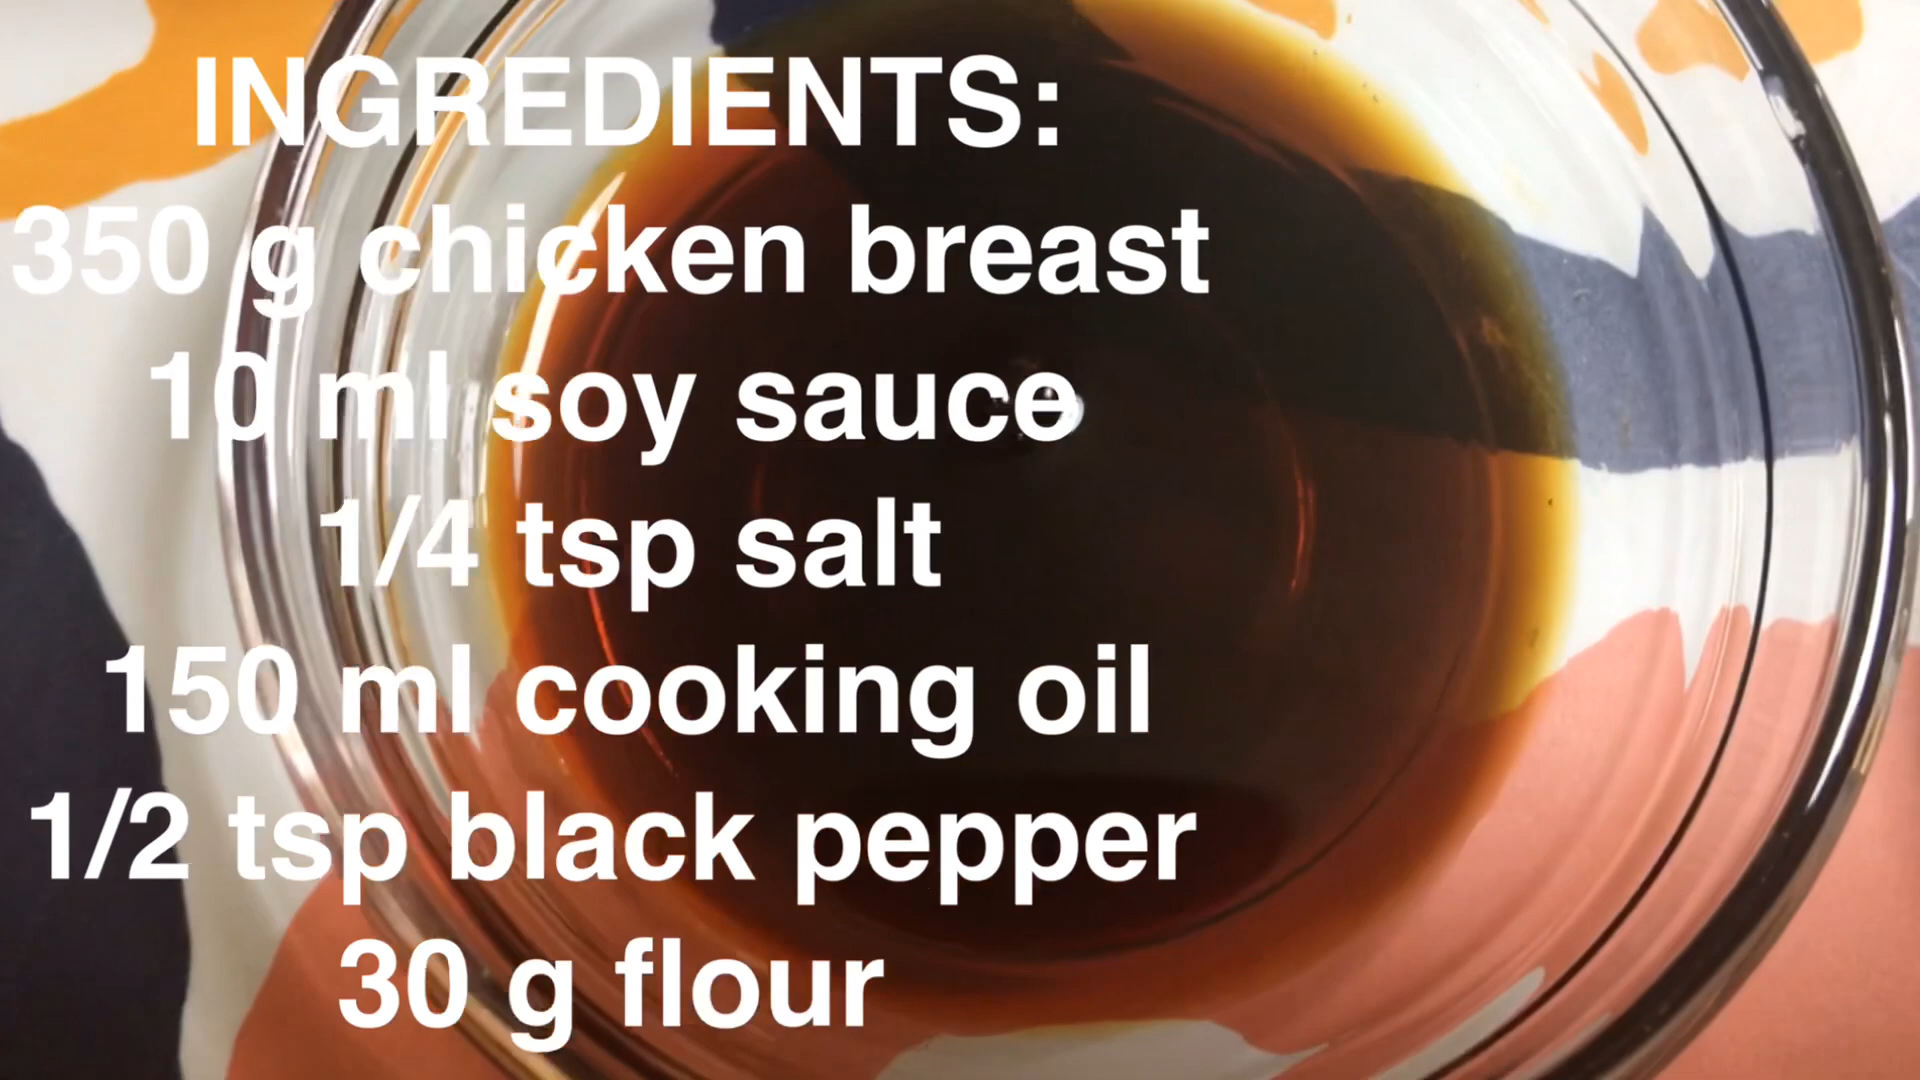 INGREDIENTS:
350 g chicken breast
10 ml soy sauce
1/4 tsp salt
150 ml cooking oil
1/2 tsp black pepper
30 g flour